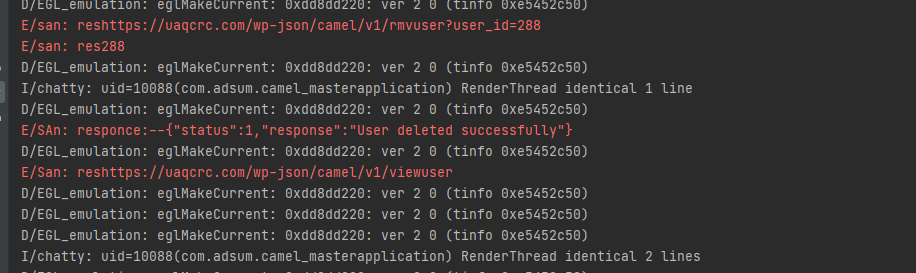 D/EGL_emulation: eglMakeCurrent: 0xdd8dd220: ver 2 0 (tinfo 0xe5452c50)
E/san: reshttps://uaqcrc.com/wp-json/camel/v1/rmvuser?user_id=288
E/san: res288
D/EGL_emulation: eglMakeCurrent: 0xdd8dd220: ver 2 0 (tinfo 0xe5452c50)
I/chatty: uid=10088(com.adsum.camel_masterapplication) RenderThread identical 1 line
D/EGL_emulation: eglMakeCurrent: 0xdd8dd220: ver 2 0 (tinfo 0xe5452c50)
E/SAn: responce:--{"status":1,"response":"User deleted successfully"}
D/EGL_emulation: eglMakeCurrent: 0xdd8dd220: ver 2 0 (tinfo 0xe5452c50)
E/San: reshttps://uaqcrc.com/wp-json/camel/v1/viewuser
D/EGL_emulation: eglMakeCurrent: 0xdd8dd220: ver 2 0 (tinfo 0xe5452c50)
D/EGL_emulation: eglMakeCurrent: 0xdd8dd220: ver 2 0 (tinfo 0xe5452c50)
D/EGL_emulation: eglMakeCurrent: 0xdd8dd220: ver 2 0 (tinfo 0xe5452c50)
I/chatty: uid=10088(com.adsum.camel_masterapplication) RenderThread identical 2 lines